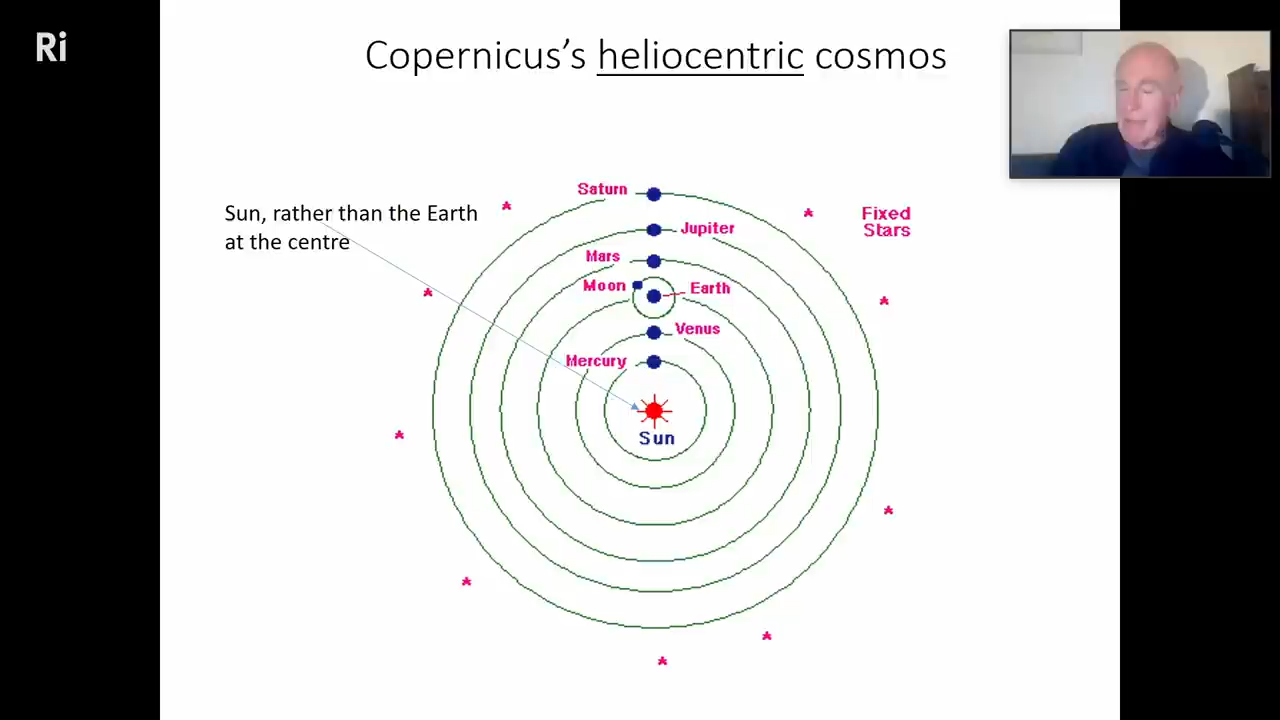 Ri
Copernicus's heliocentric cosmos
Sun, rather than the Earth
at the centre
Saturn
Fixed
Stars
Jupiter
Mars
Moon
Earth
Venus
Mercury
Sun